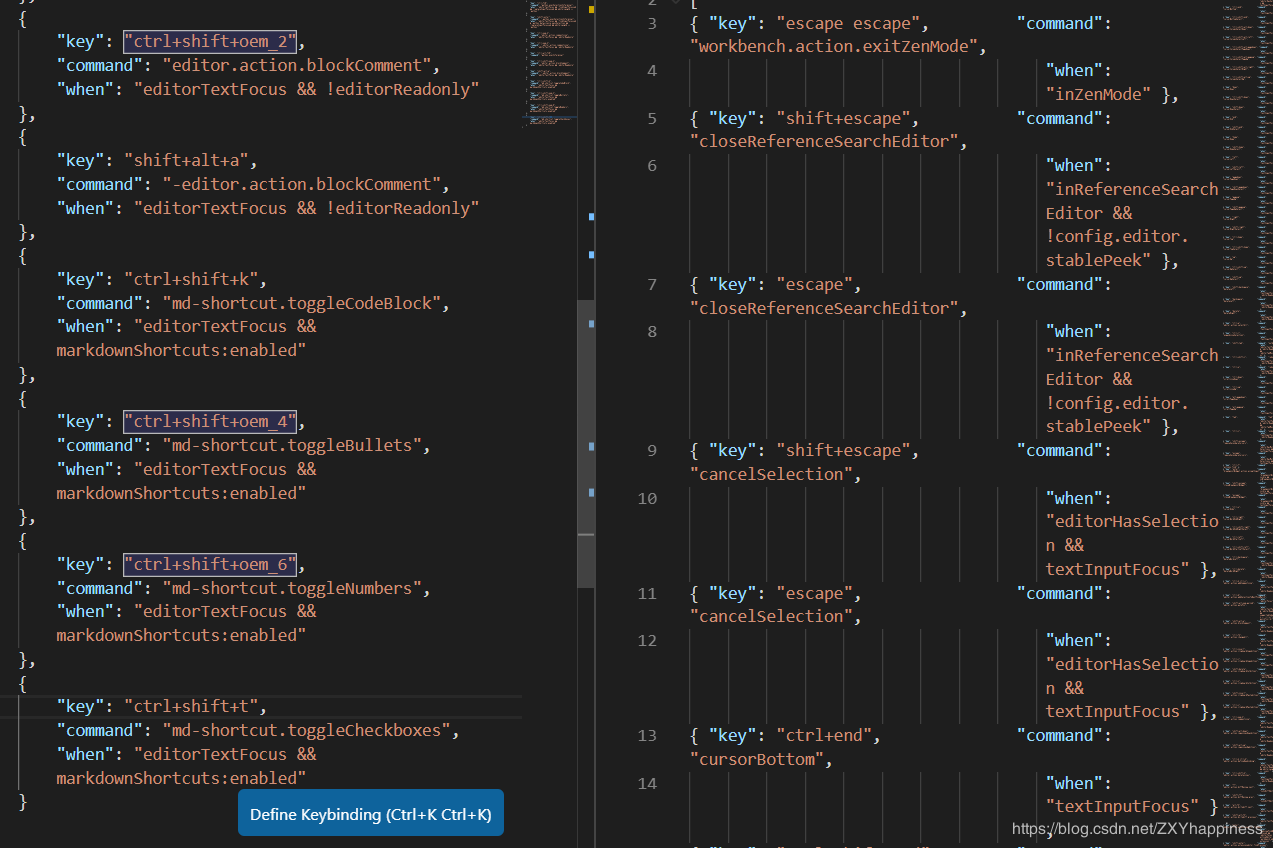 {
"key": "ctrl+shift+oem_2",
"command": "editor.action.blockComment",
"when": "editorTextFocus && !editorReadonly"
},
{
"key": "shift+alt+a",
"command": "-editor.action.blockComment",
"when": "editorTextFocus && !editorReadonly"
},
{
"key": "ctrl+shift+k",
"command": "md-shortcut.toggleCodeBlock",
"when": "editorTextFocus &&
markdownShortcuts:enabled"
},
{
"key": "ctrl+shift+oem_4",
"command": "md-shortcut.toggleBullets",
"when": "editorTextFocus &&
markdownShortcuts:enabled"
},
{
"key": "ctrl+shift+oem_6",
"command": "md-shortcut.toggleNumbers",
"when": "editorTextFocus &&
markdownShortcuts:enabled"
},
{
"key": "ctrl+shift+t",
"command": "md-shortcut.toggleCheckboxes",
"when": "editorTextFocus &&
markdownShortcuts:enabled"
}
Define Keybinding (Ctrl+K Ctrl+K)
2 [
3 { "key": "escape escape", "command":
"workbench.action.exitZenMode",
4 "when":
"inZenMode" },
5 { "key": "shift+escape", "command":
"closeReferenceSearchEditor",
6 "when":
"inReferenceSearch
Editor &&
!config.editor.
stablePeek" },
7 { "key": "escape", "command":
"closeReferenceSearchEditor",
8 "when":
"inReferenceSearch
Editor &&
!config.editor.
stablePeek" },
9 { "key": "shift+escape", "command":
"cancelSelection",
10 "when":
"editorHasSelectio
n &&
textInputFocus" },
11 { "key": "escape", "command":
"cancelSelection",
12 "when":
"editorHasSelectio
n &&
textInputFocus" },
13 { "key": "ctrl+end", "command":
"cursorBottom",
14 "when":
"textInputFocus" }
,
https://blog.csdn.net/ZXYhappiness